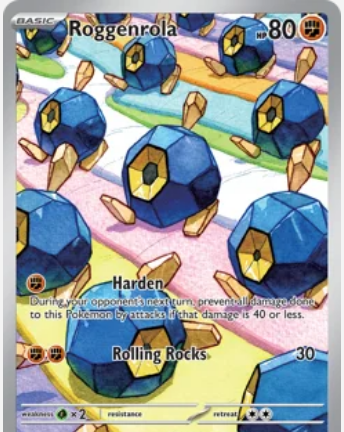 BASIC Roggenrola HP80
Harden
During your opponent's next turn, prevent all damage done
to this Pokémon by attacks if that damage is 40 or less.
Rolling Rocks 30
weakness ×2 resistance retreat